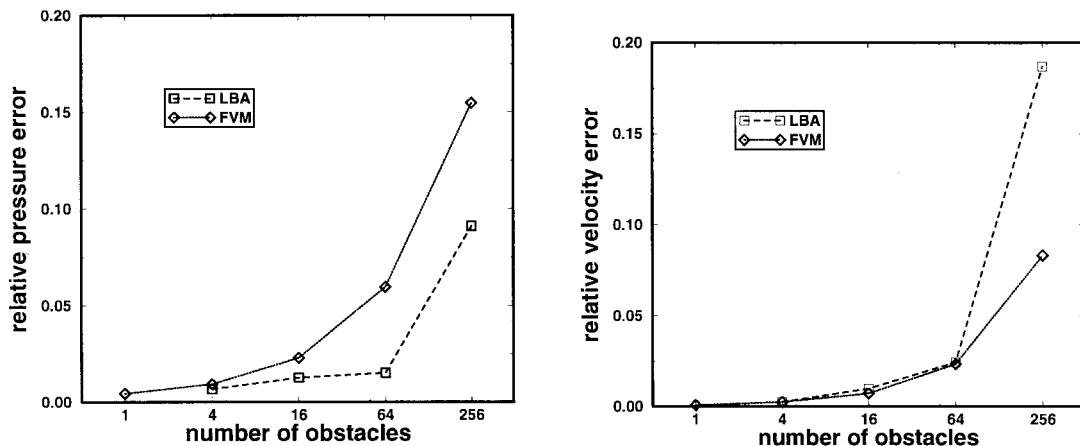 relative pressure error
0.20
0.15
0.10
0.05
0.00
LBA
FVM
1 4 16 64 256
number of obstacles
relative velocity error
0.20
0.15
0.10
0.05
0.00
LBA
FVM
1 4 16 64 256
number of obstacles